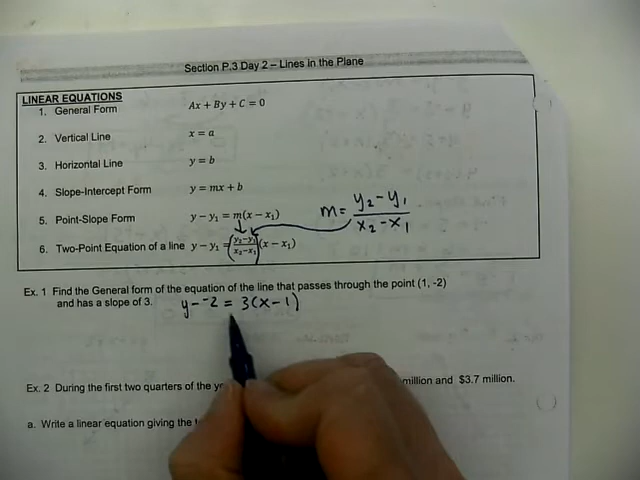 Section P.3 Day 2 – Lines in the Plane
LINEAR EQUATIONS
1. General Form Ax + By + C = 0
2. Vertical Line x = a
3. Horizontal Line y = b
4. Slope-Intercept Form y = mx + b
5. Point-Slope Form y − y₁ = m(x − x₁) m = (y₂ − y₁)/(x₂ − x₁)
6. Two-Point Equation of a line y − y₁ = (y₂−y₁/x₂−x₁)(x − x₁)
Ex. 1 Find the General form of the equation of the line that passes through the point (1, -2)
and has a slope of 3. y - -2 = 3(x - 1)
Ex. 2 During the first two quarters of the million and $3.7 million.
a. Write a linear equation giving the